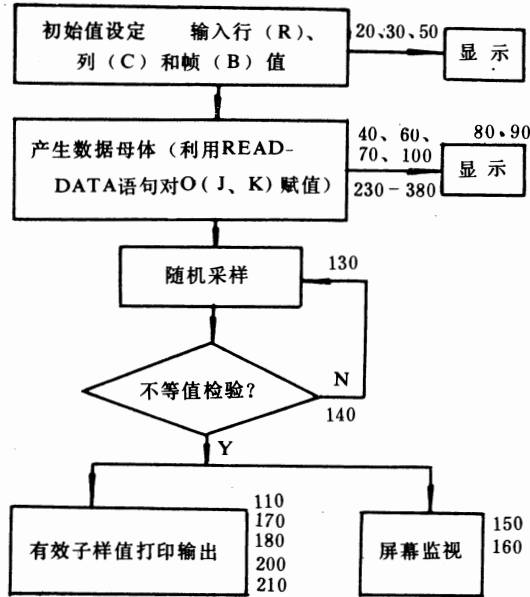 初始值设定 输入行（R）、
列（C）和帧（B）值
20、30、50
显示
产生数据母体（利用READ-
DATA语句对O（J、K）赋值）
40、60、
70、100
230-380
80、90
显示
随机采样
130
不等值检验？
N
140
Y
有效子样值打印输出
110
170
180
200
210
屏幕监视
150
160